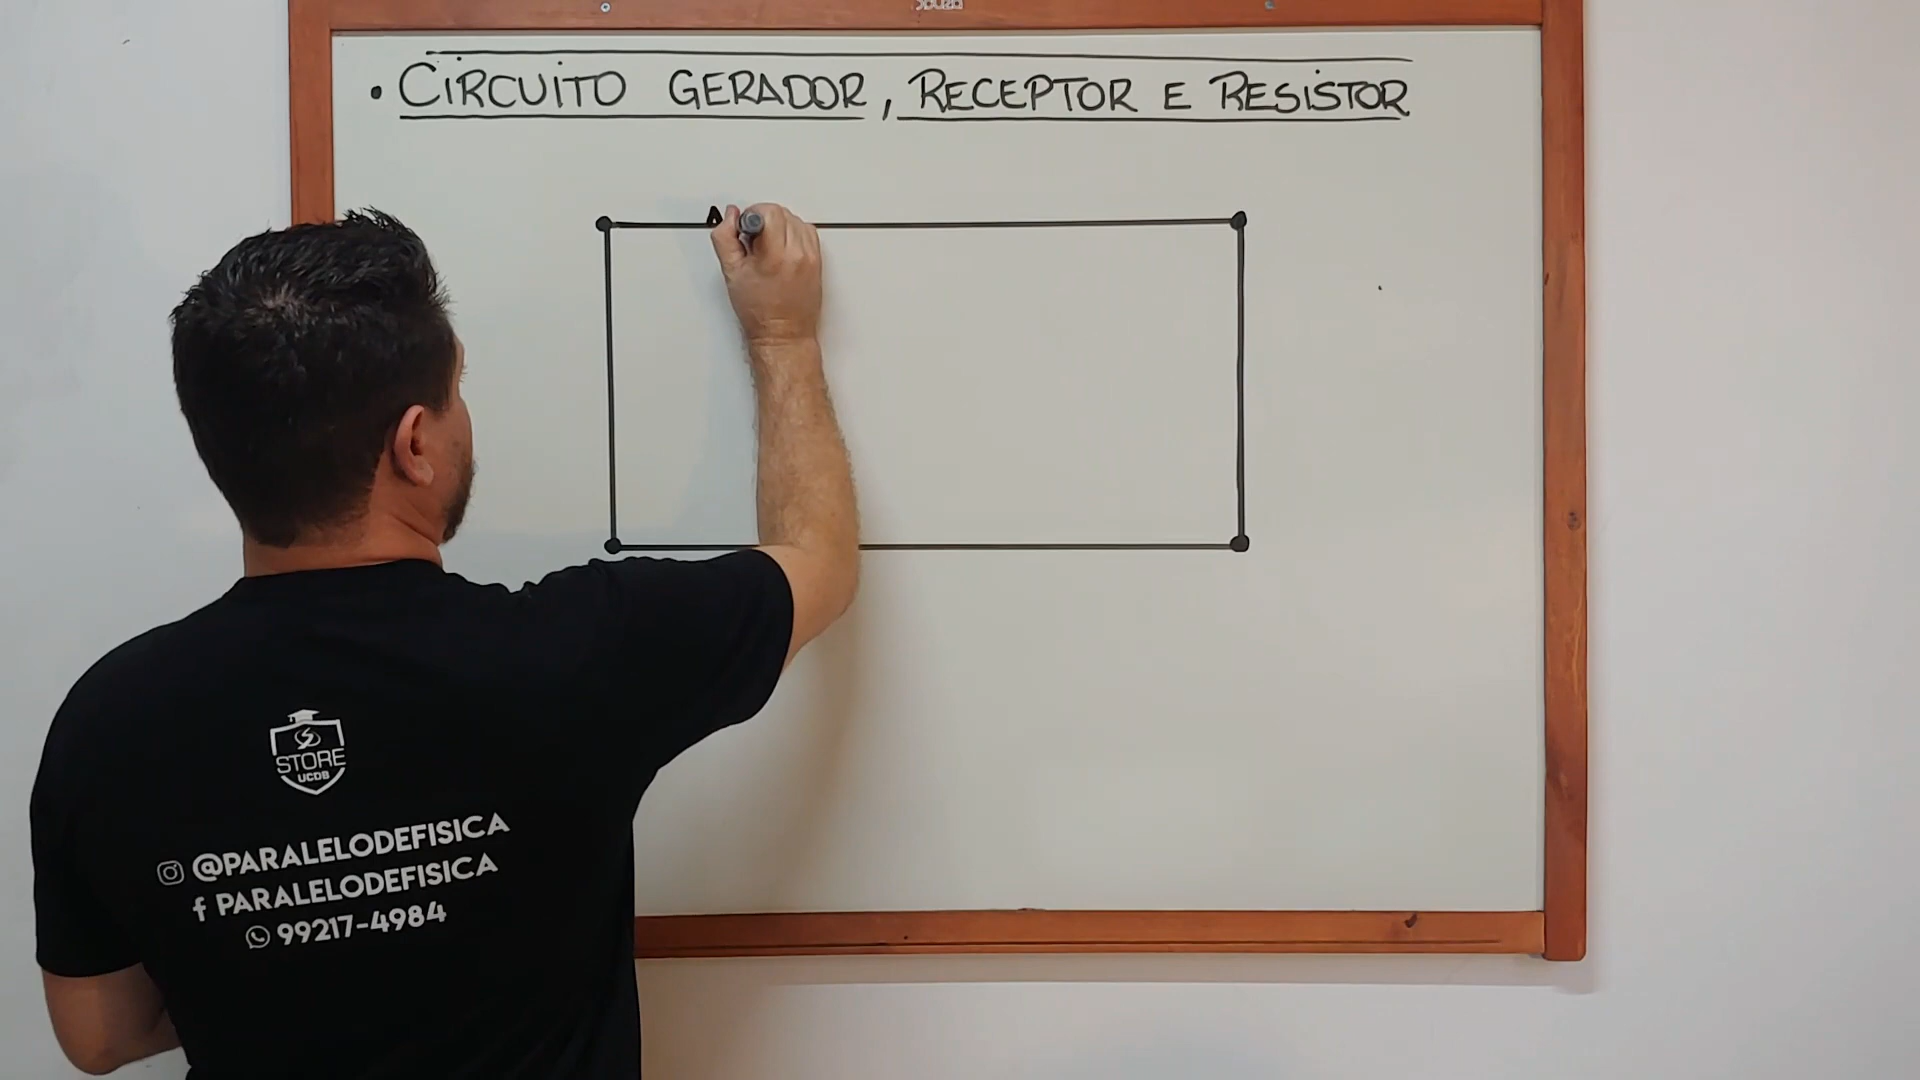 • CIRCUITO GERADOR, RECEPTOR E RESISTOR
STORE
UCDB
@PARALELODEFISICA
f PARALELODEFISICA
99217-4984